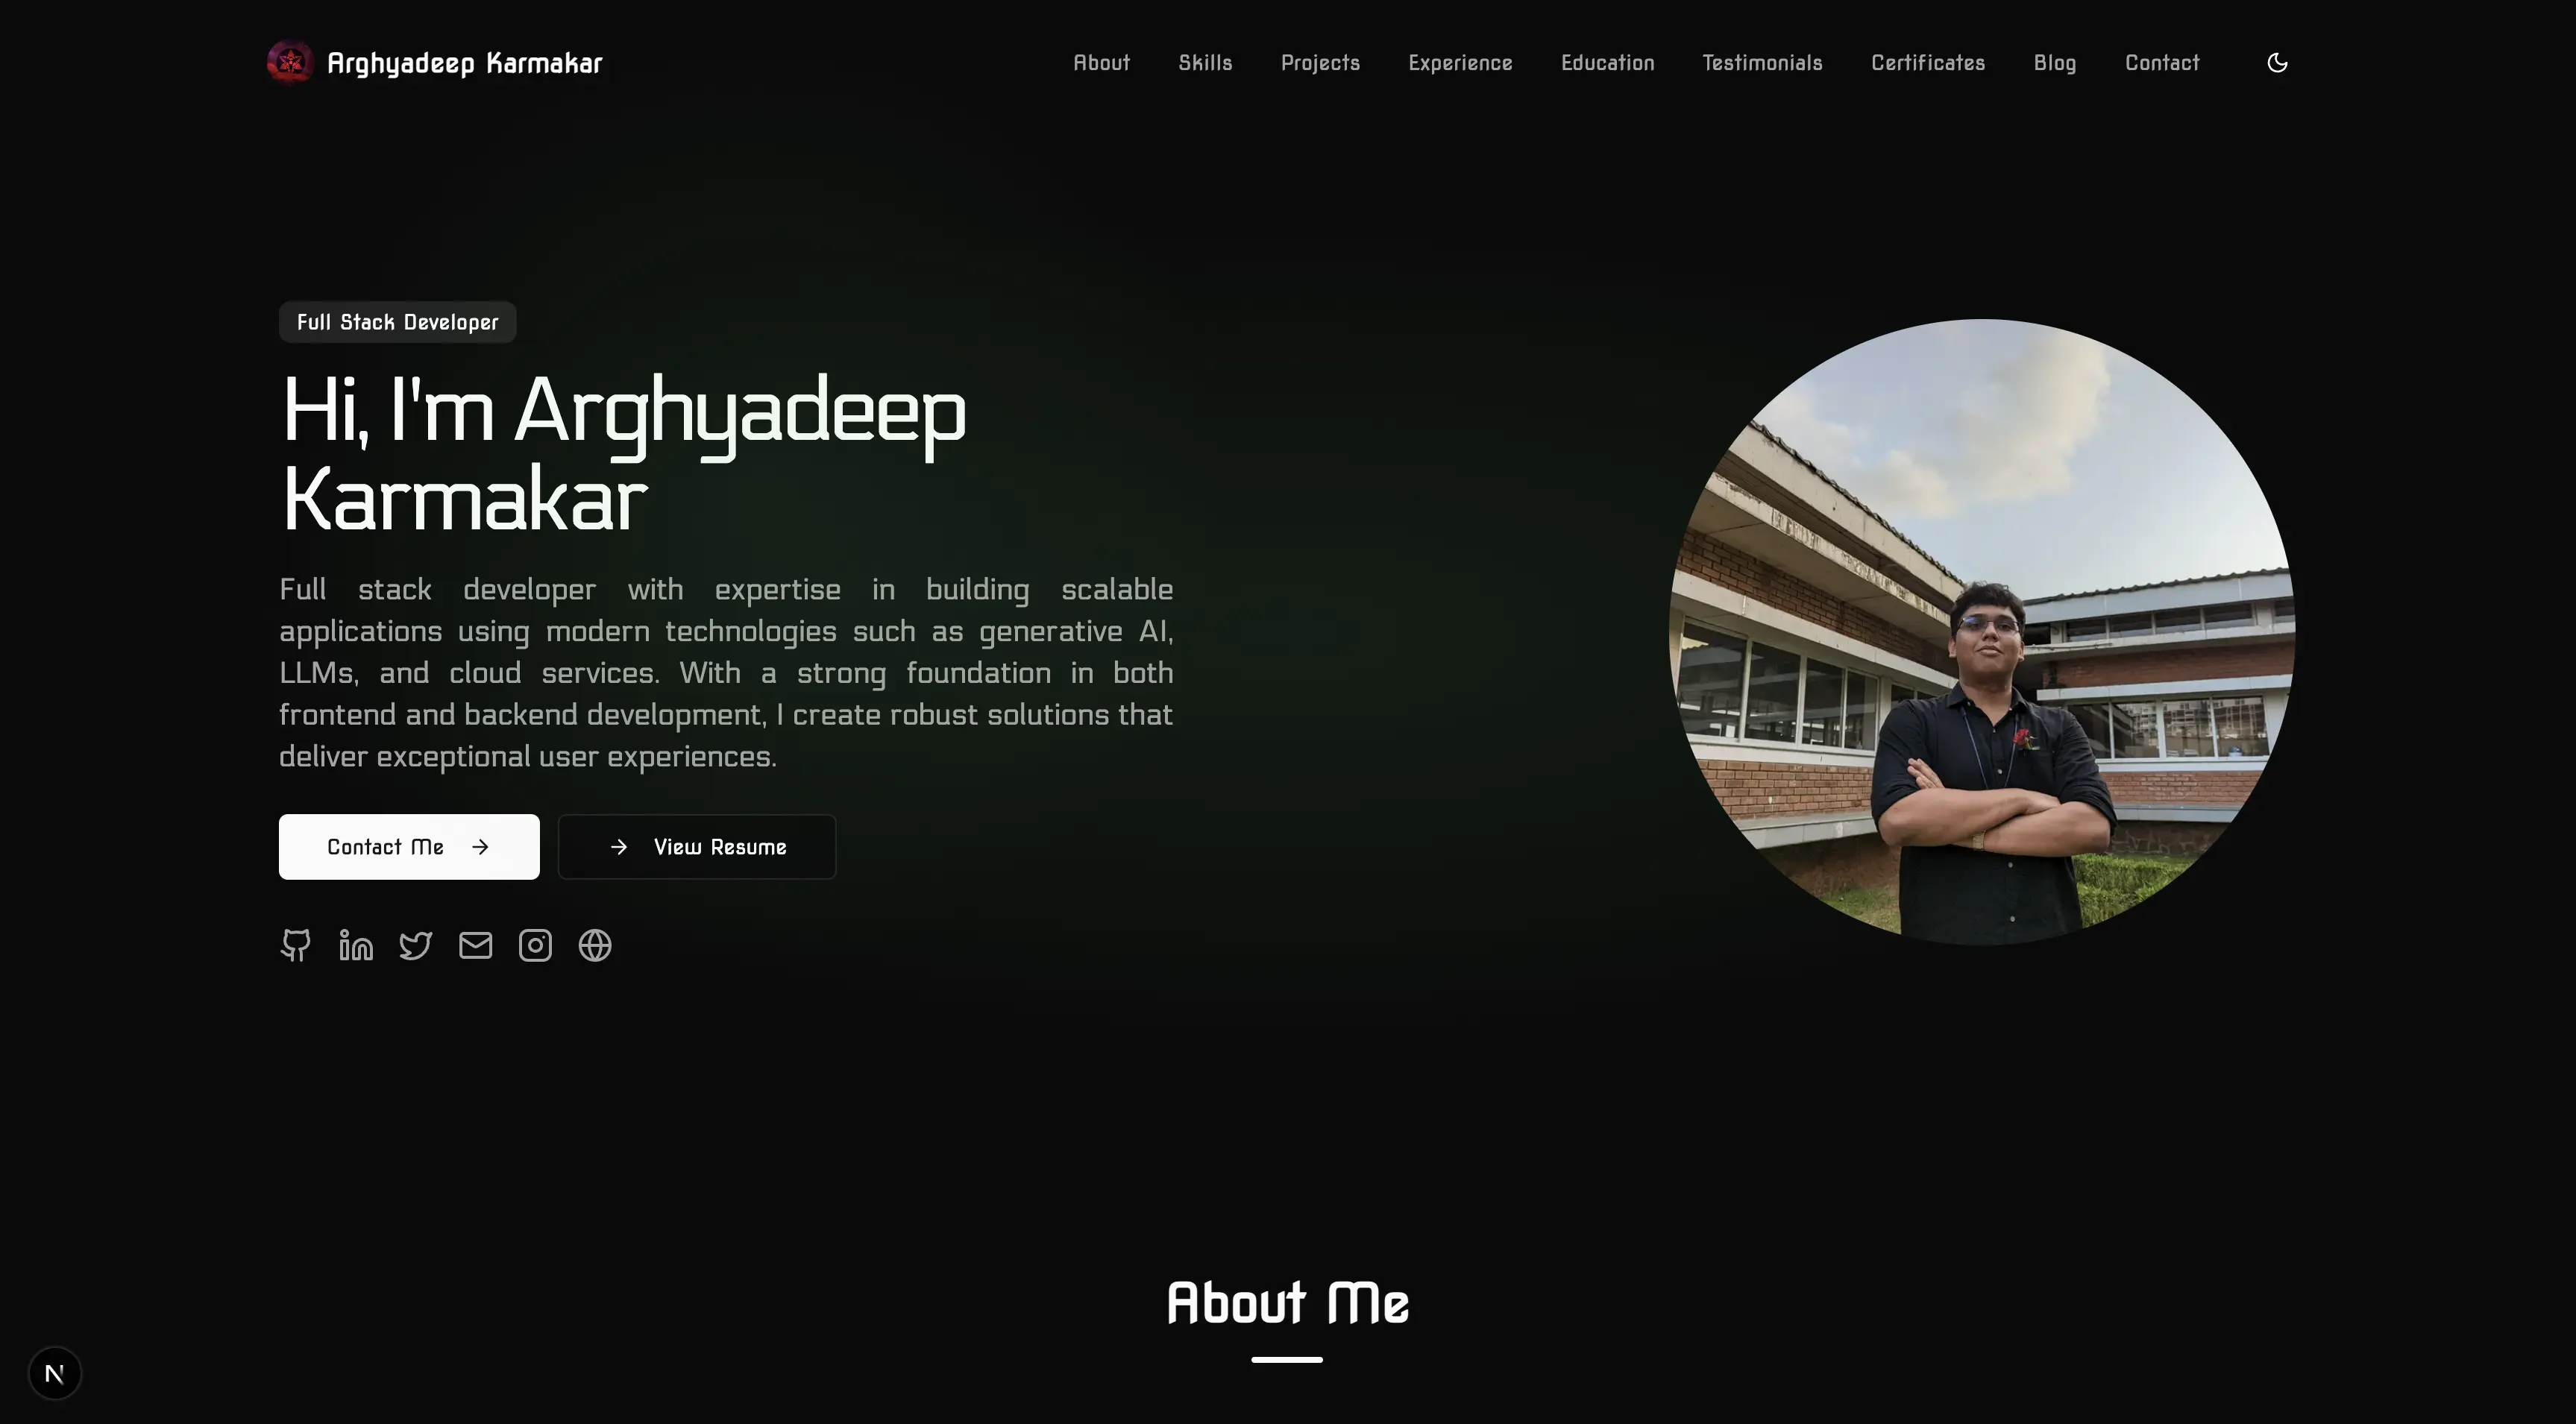 Arghyadeep Karmakar
About Skills Projects Experience Education Testimonials Certificates Blog Contact
Full Stack Developer
Hi, I'm Arghyadeep
Karmakar
Full stack developer with expertise in building scalable
applications using modern technologies such as generative AI,
LLMs, and cloud services. With a strong foundation in both
frontend and backend development, I create robust solutions that
deliver exceptional user experiences.
Contact Me → → View Resume
About Me
N